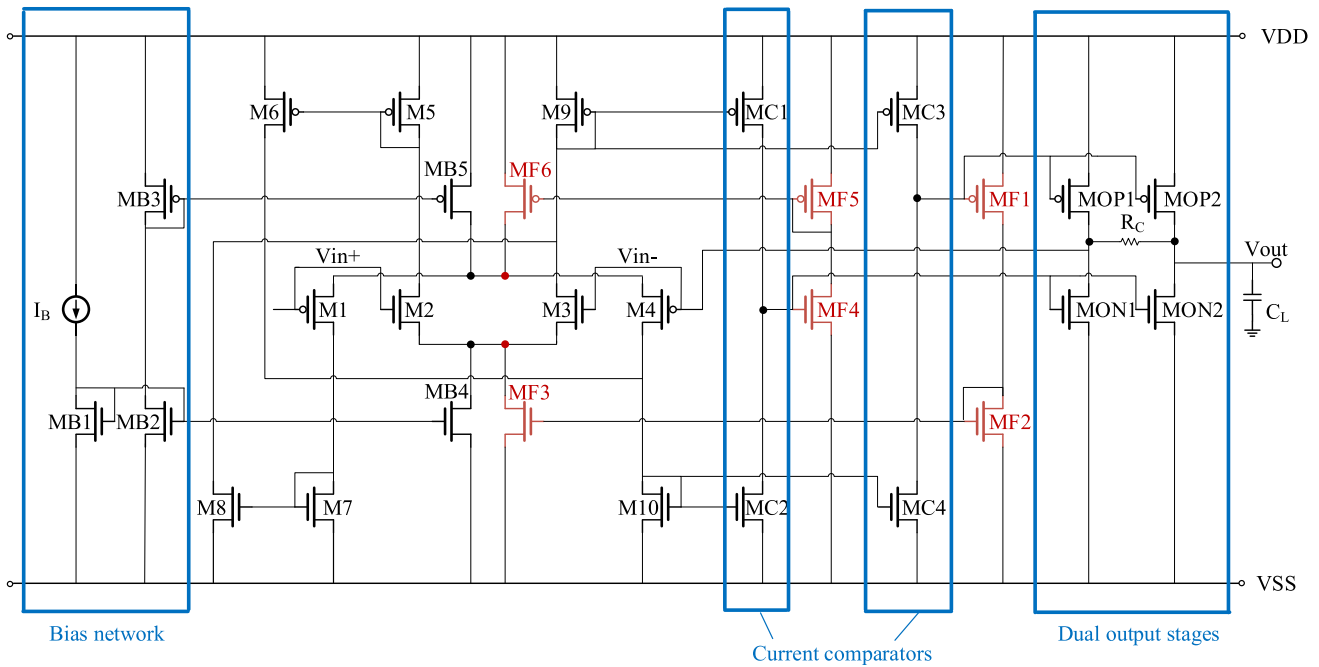 VDD
M6
M5
M9
MC1
MC3
MB5
MF6
MB3
MF5
MF1
MOP1
MOP2
RC
Vin+
Vin-
Vout
IB
M1
M2
M3
M4
MF4
MON1
MON2
CL
MB4
MF3
MB1
MB2
MF2
M8
M7
M10
MC2
MC4
VSS
Bias network
Current comparators
Dual output stages